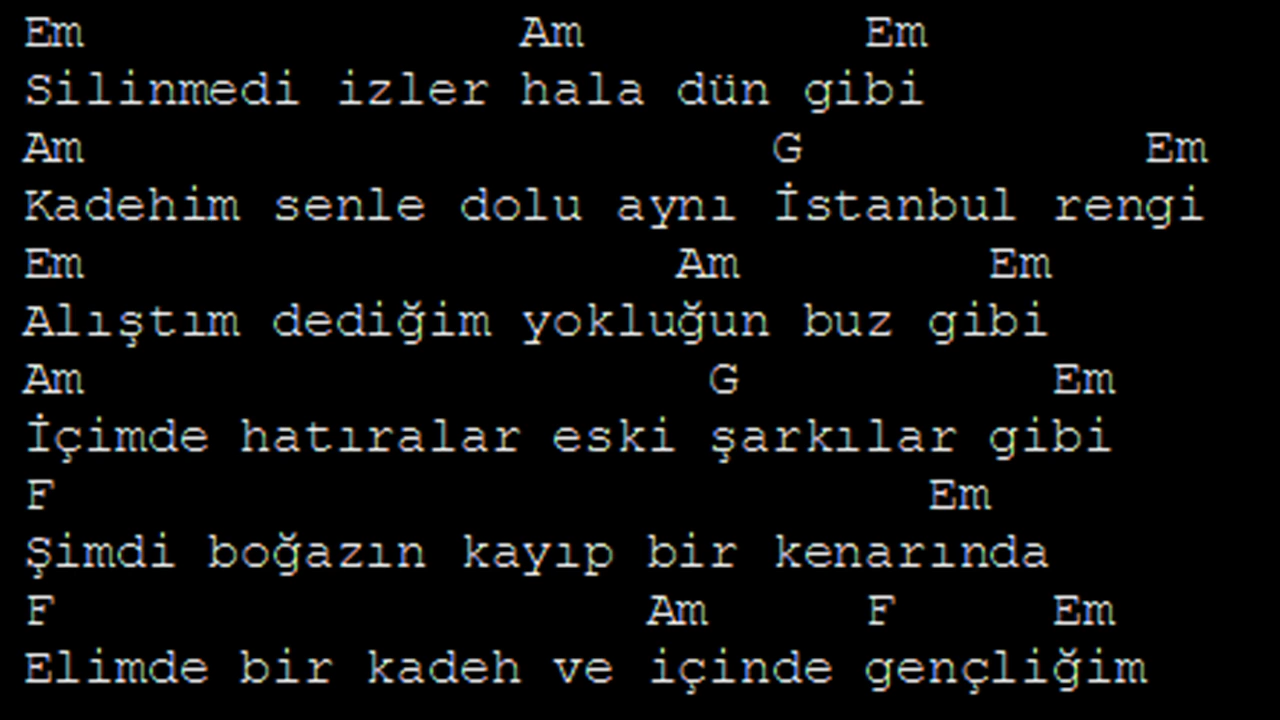 Em Am Em
Silinmedi izler hala dün gibi
Am G Em
Kadehim senle dolu aynı İstanbul rengi
Em Am Em
Alıştım dediğim yokluğun buz gibi
Am G Em
İçimde hatıralar eski şarkılar gibi
F Em
Şimdi boğazın kayıp bir kenarında
F Am F Em
Elimde bir kadeh ve içinde gençliğim